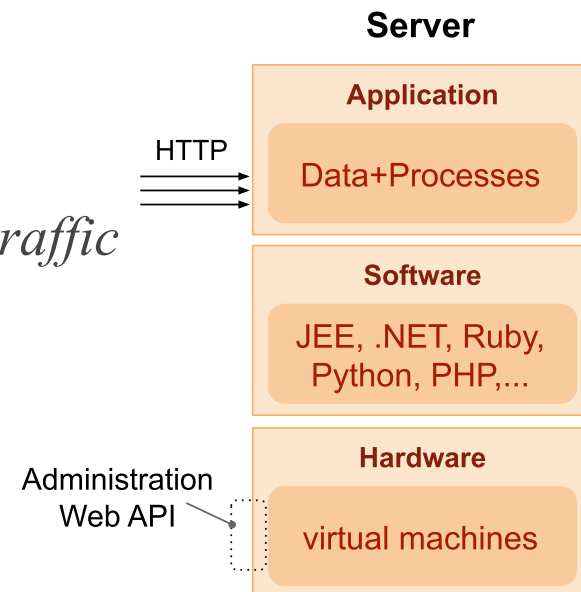 Server
Application
HTTP
Data+Processes
raffic
Software
JEE, .NET, Ruby,
Python, PHP,...
Hardware
Administration
Web API
virtual machines